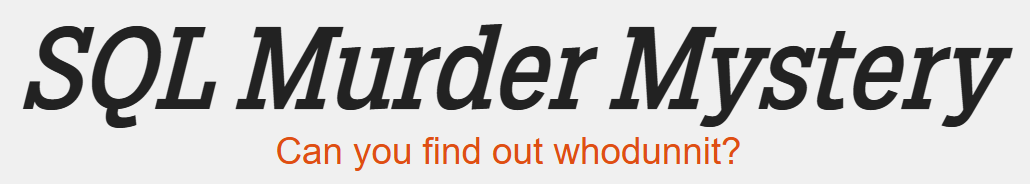 SQL Murder Mystery
Can you find out whodunnit?